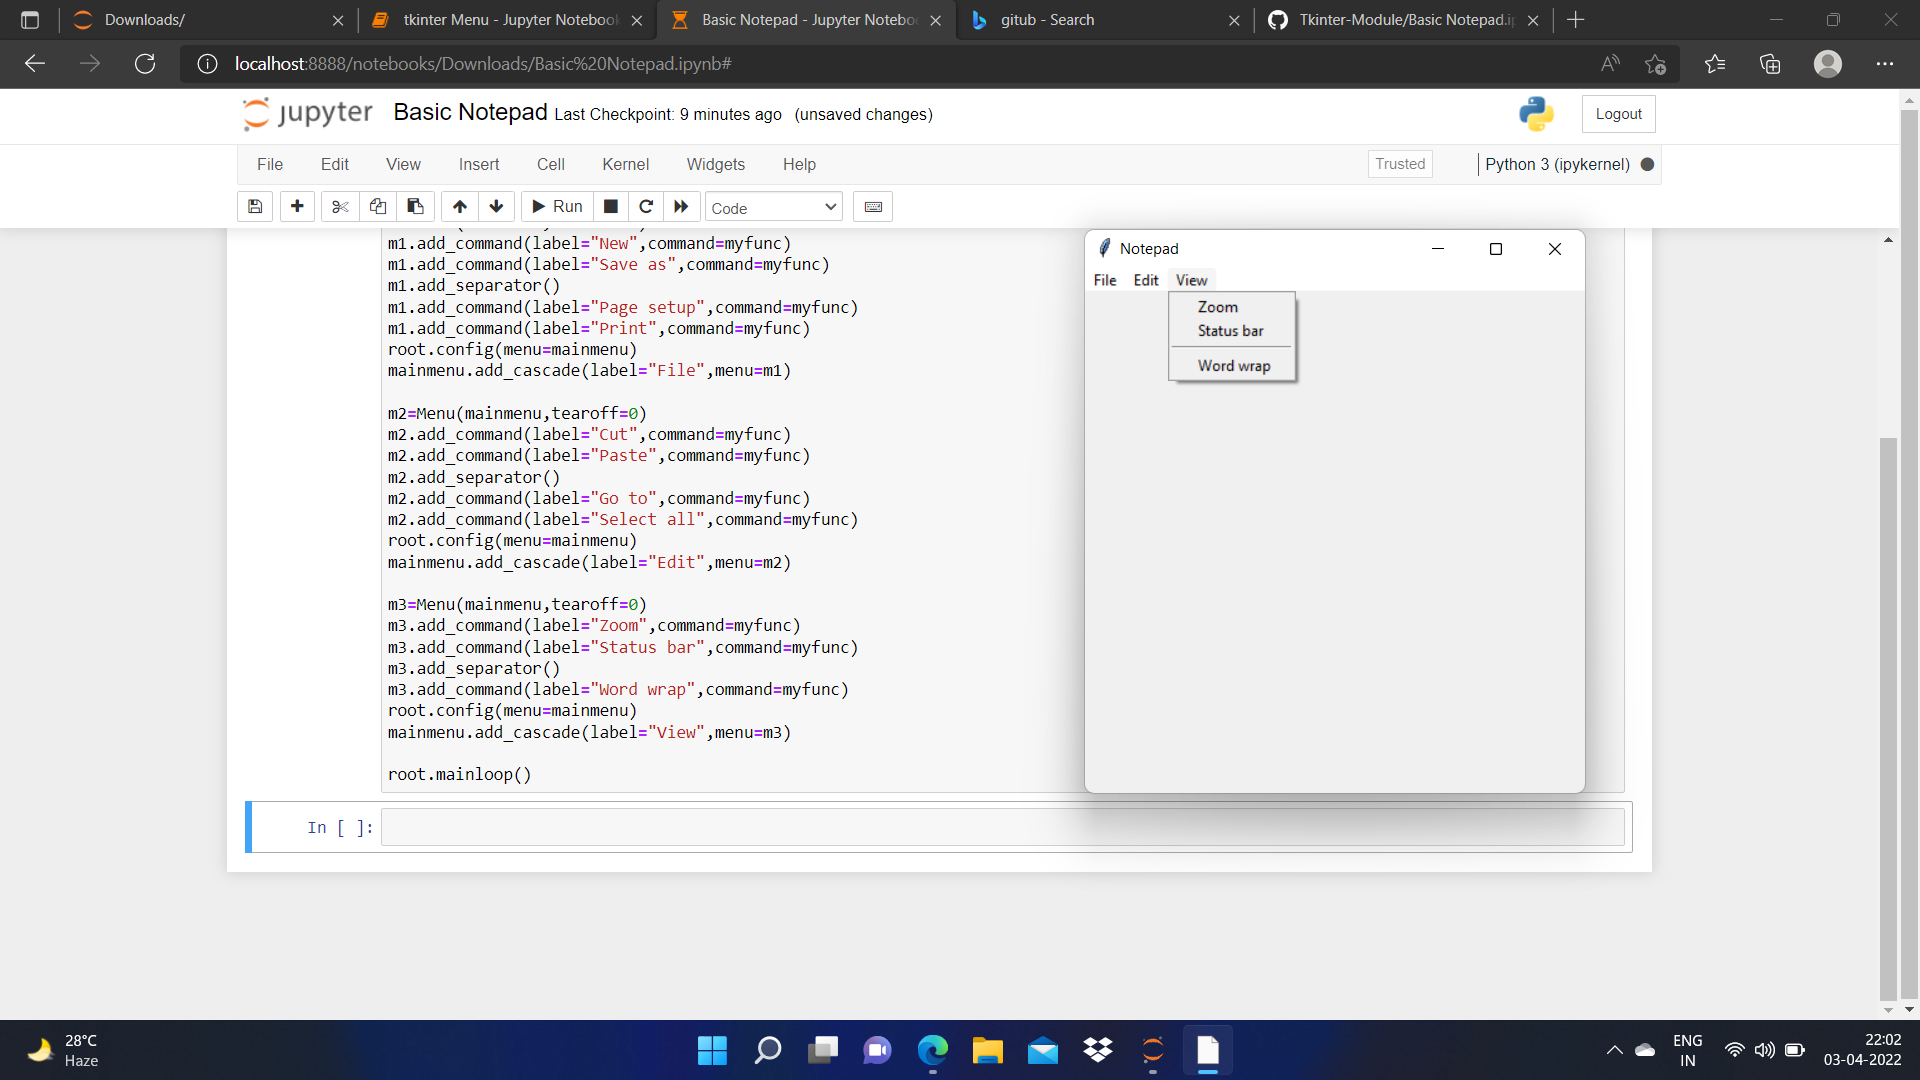 Downloads/
tkinter Menu - Jupyter Notebook
Basic Notepad - Jupyter Notebo
gitub - Search
Tkinter-Module/Basic Notepad.ip
localhost:8888/notebooks/Downloads/Basic%20Notepad.ipynb#
jupyter Basic Notepad Last Checkpoint: 9 minutes ago (unsaved changes)
Logout
File Edit View Insert Cell Kernel Widgets Help
Trusted
Python 3 (ipykernel)
Run
Code
m1.add_command(label="New",command=myfunc)
m1.add_command(label="Save as",command=myfunc)
m1.add_separator()
m1.add_command(label="Page setup",command=myfunc)
m1.add_command(label="Print",command=myfunc)
root.config(menu=mainmenu)
mainmenu.add_cascade(label="File",menu=m1)
m2=Menu(mainmenu,tearoff=0)
m2.add_command(label="Cut",command=myfunc)
m2.add_command(label="Paste",command=myfunc)
m2.add_separator()
m2.add_command(label="Go to",command=myfunc)
m2.add_command(label="Select all",command=myfunc)
root.config(menu=mainmenu)
mainmenu.add_cascade(label="Edit",menu=m2)
m3=Menu(mainmenu,tearoff=0)
m3.add_command(label="Zoom",command=myfunc)
m3.add_command(label="Status bar",command=myfunc)
m3.add_separator()
m3.add_command(label="Word wrap",command=myfunc)
root.config(menu=mainmenu)
mainmenu.add_cascade(label="View",menu=m3)
root.mainloop()
In [ ]:
Notepad
File Edit View
Zoom
Status bar
Word wrap
28°C
Haze
ENG
IN
22:02
03-04-2022